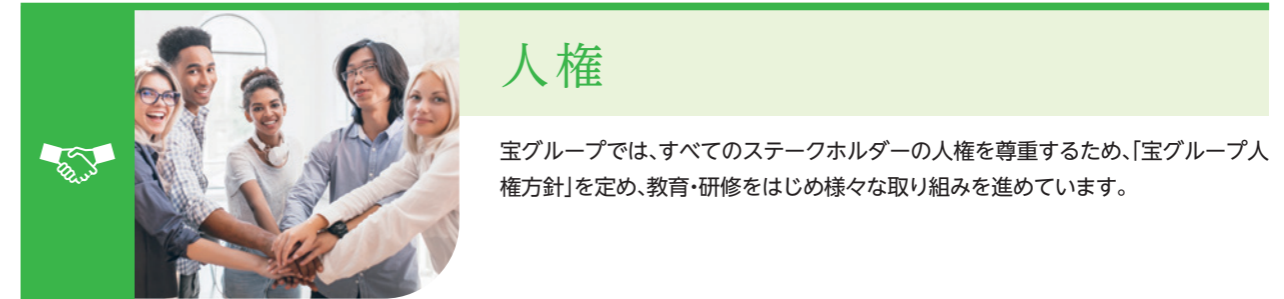 人権
宝グループでは、すべてのステークホルダーの人権を尊重するため、「宝グループ人
権方針」を定め、教育・研修をはじめ様々な取り組みを進めています。